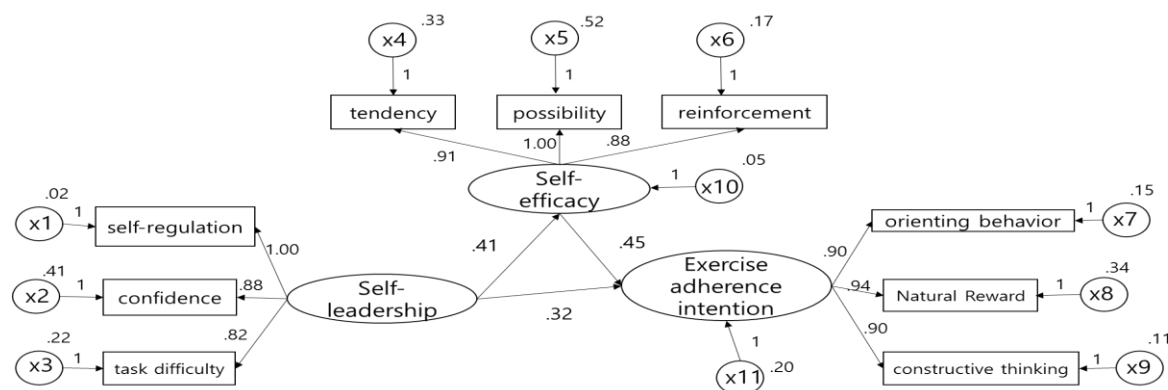 .33
.52
.17
x4
x5
x6
1
1
1
tendency
possibility
reinforcement
.91
1.00
.88
Self-
efficacy
1
x10
.05
.02
x1
1
self-regulation
1.00
.41
x2
1
confidence
.88
.22
x3
1
task difficulty
.82
Self-
leadership
.41
.45
.32
Exercise
adherence
intention
1
x11
.20
.90
orienting behavior
1
x7
.15
.94
Natural Reward
1
x8
.34
.90
constructive thinking
1
x9
.11